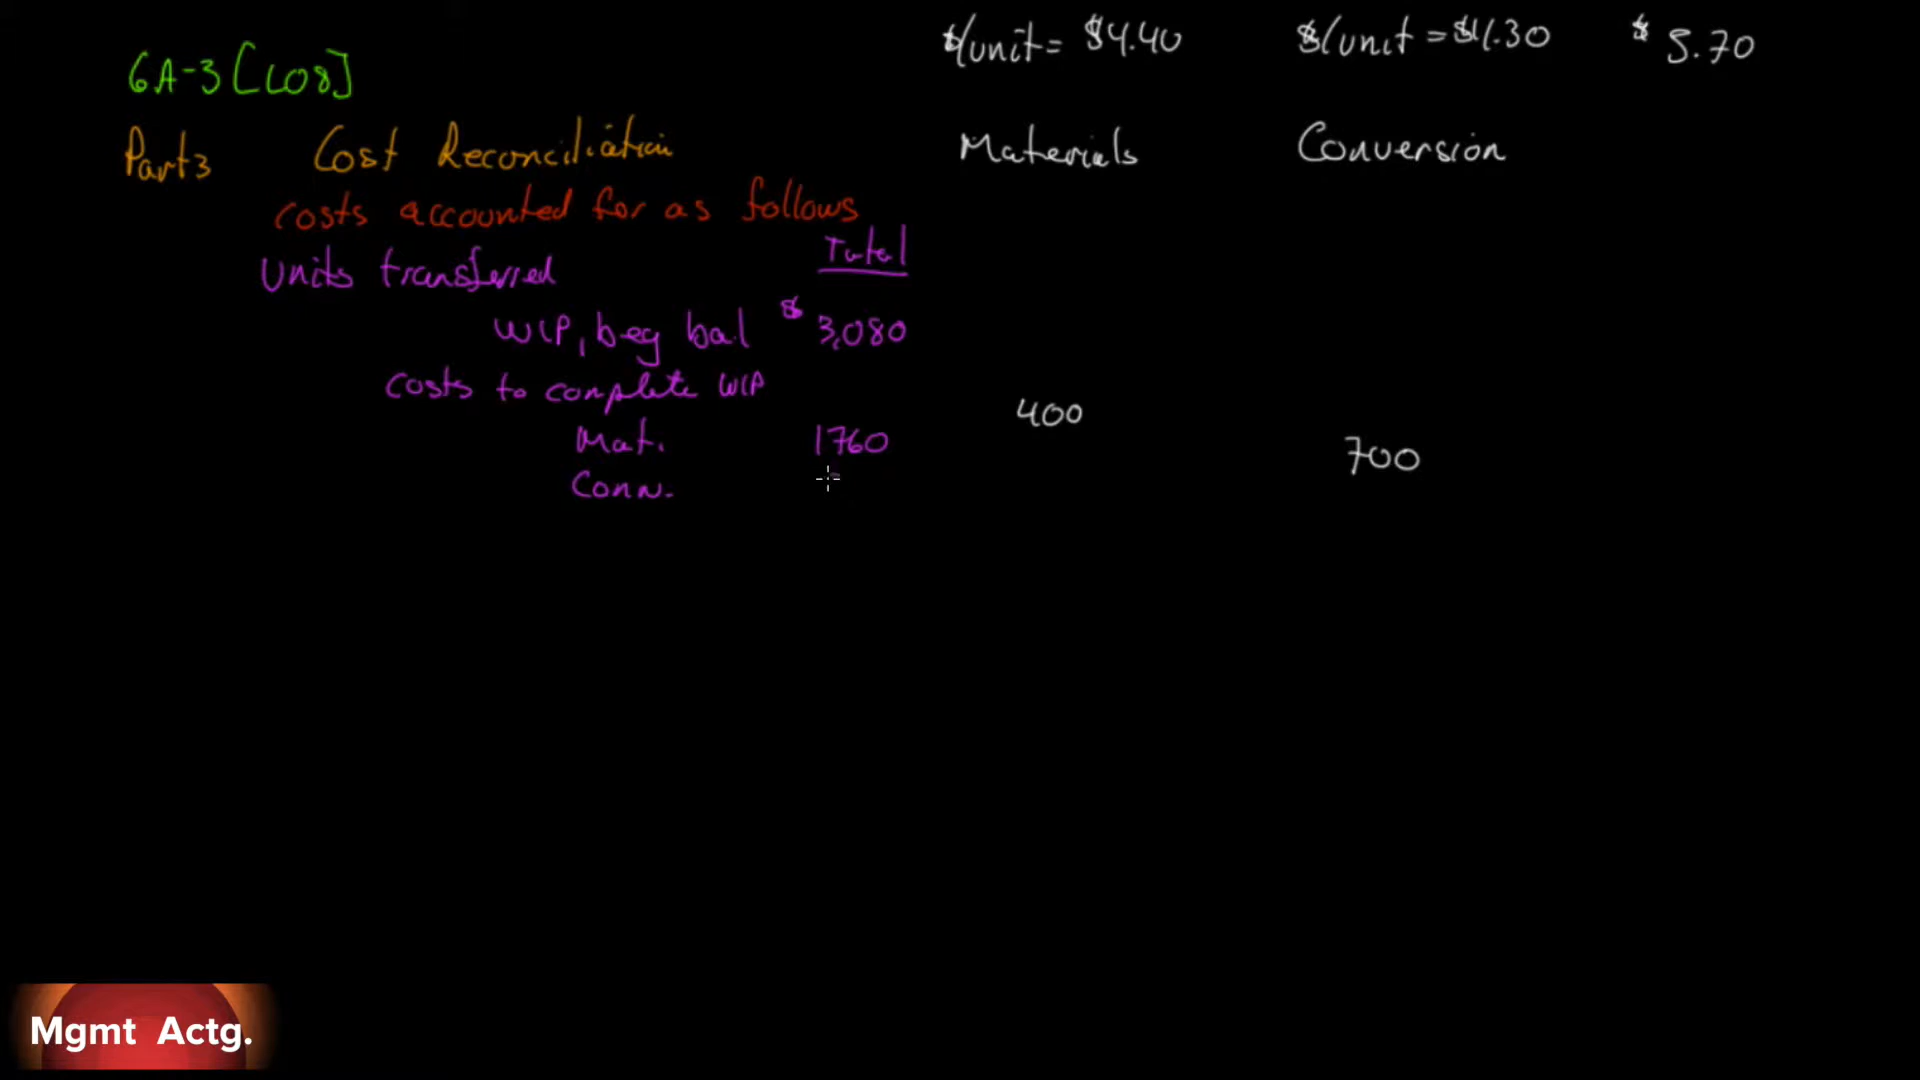 $/unit = $4.40 $/unit = $1.30 $ 5.70
6A-3 [LO8]
Part 3 Cost Reconciliation Materials Conversion
costs accounted for as follows
Total
Units transferred
WIP, beg bal $ 3,080
Costs to complete WIP
400
Mat. 1760
700
Conv.
Mgmt Actg.